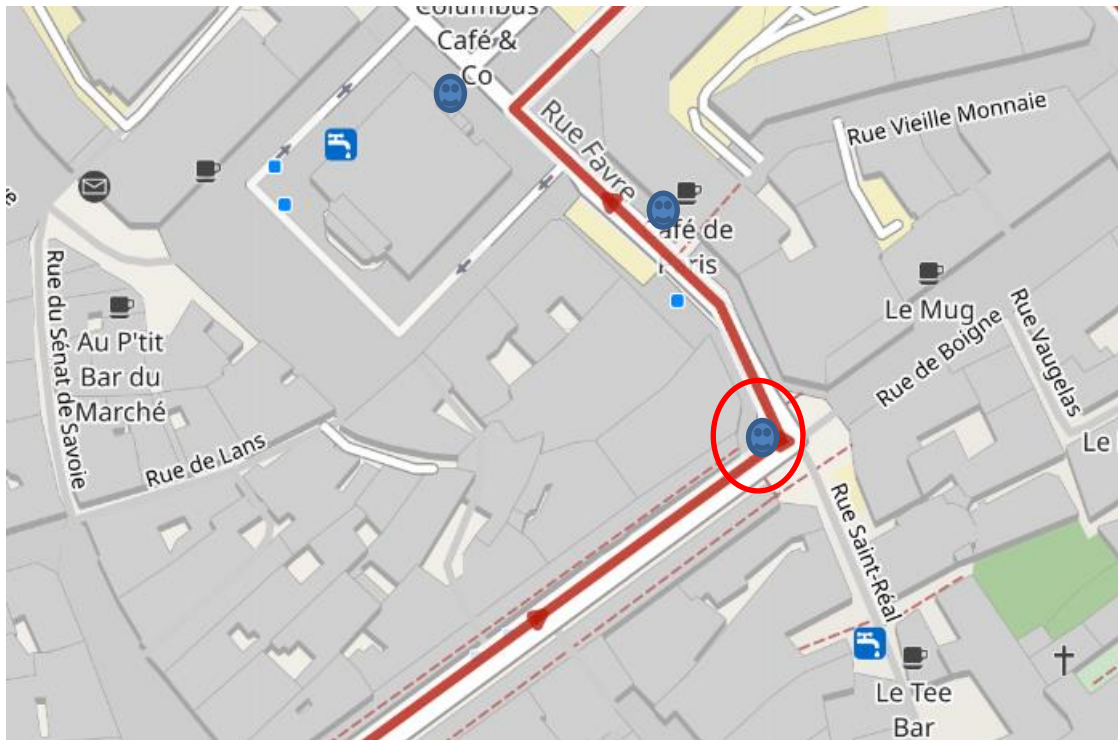 Columbus
Café &
Co
Rue Favre
Rue Vieille Monnaie
Café de
Paris
Le Mug
Rue de Boigne
Rue Vaugelas
Le
Rue du Sénat de Savoie
Au P'tit
Bar du
Marché
Rue de Lans
Rue Saint-Réal
Le Tee
Bar